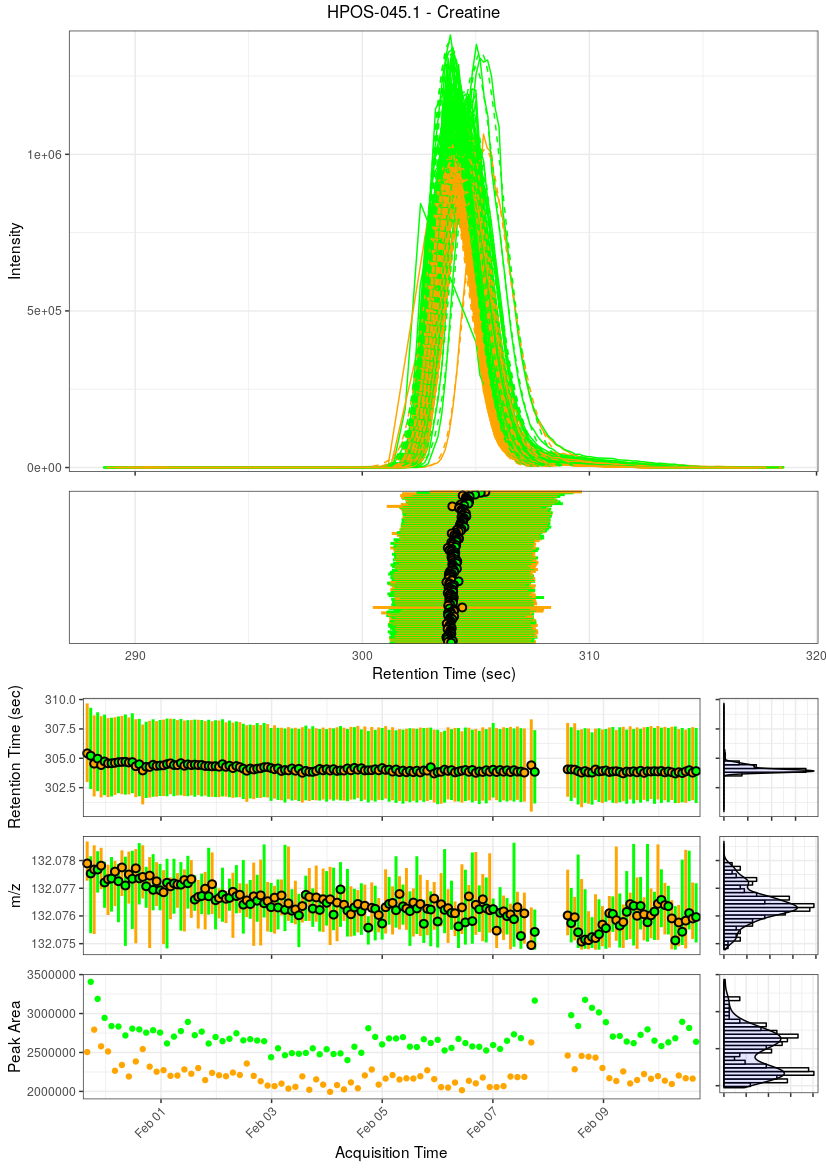 HPOS-045.1 - Creatine
1e+06
5e+05
0e+00
Intensity
290 300 310 320
Retention Time (sec)
310.0
307.5
305.0
302.5
Retention Time (sec)
132.078
132.077
132.076
132.075
m/z
3500000
3000000
2500000
2000000
Peak Area
Feb 01 Feb 03 Feb 05 Feb 07 Feb 09
Acquisition Time